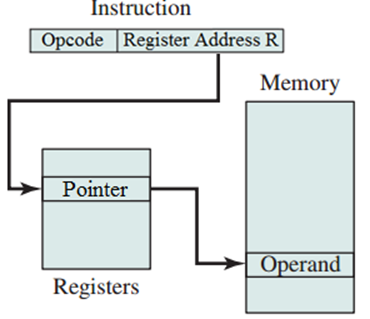 Instruction
Opcode Register Address R
Memory
Pointer
Operand
Registers